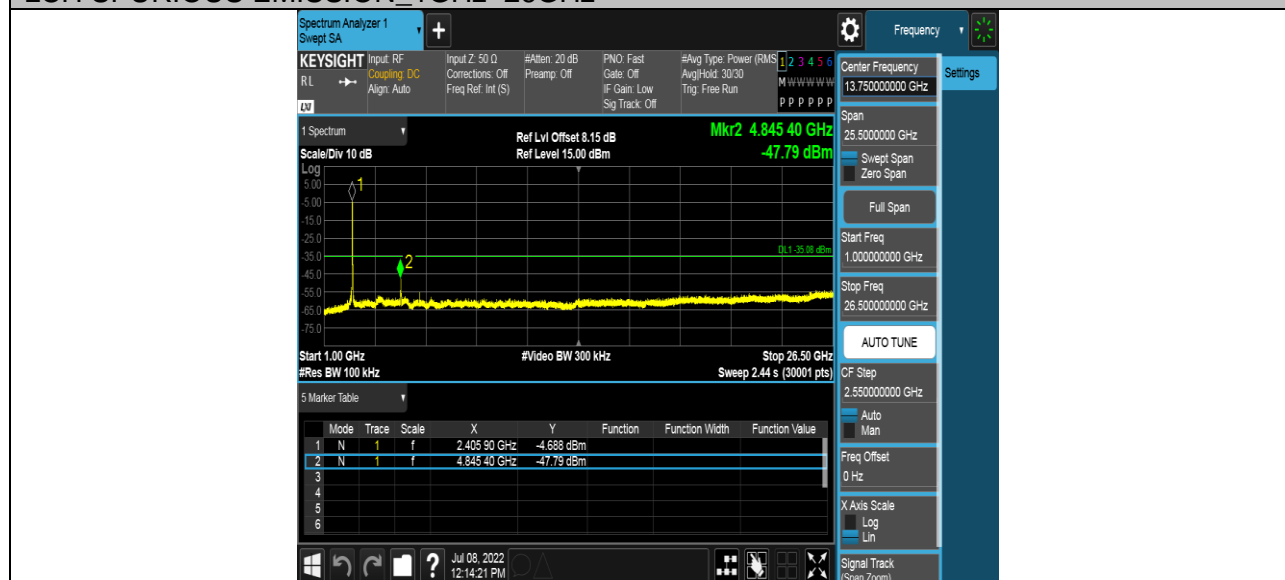 Spectrum Analyzer 1
Swept SA
+
Frequency
KEYSIGHT
RL
LXI
Input: RF
Coupling: DC
Align: Auto
Input Z: 50 Ω
Corrections: Off
Freq Ref: Int (S)
#Atten: 20 dB
Preamp: Off
PNO: Fast
Gate: Off
IF Gain: Low
Sig Track: Off
#Avg Type: Power (RMS
Avg|Hold: 30/30
Trig: Free Run
1 2 3 4 5 6
M W W W W W
P P P P P P
1 Spectrum
Scale/Div 10 dB
Ref Lvl Offset 8.15 dB
Ref Level 15.00 dBm
Mkr2 4.845 40 GHz
-47.79 dBm
Log
5.00
-5.00
-15.0
-25.0
-35.0
-45.0
-55.0
-65.0
-75.0
1
2
DL1 -35.08 dBm
Start 1.00 GHz
#Video BW 300 kHz
Stop 26.50 GHz
#Res BW 100 kHz
Sweep 2.44 s (30001 pts)
5 Marker Table
Mode Trace Scale X Y Function Function Width Function Value
1 N 1 f 2.405 90 GHz -4.688 dBm
2 N 1 f 4.845 40 GHz -47.79 dBm
3
4
5
6
?
Jul 08, 2022
12:14:21 PM
Center Frequency
13.750000000 GHz
Settings
Span
25.5000000 GHz
Swept Span
Zero Span
Full Span
Start Freq
1.000000000 GHz
Stop Freq
26.500000000 GHz
AUTO TUNE
CF Step
2.550000000 GHz
Auto
Man
Freq Offset
0 Hz
X Axis Scale
Log
Lin
Signal Track
(Span Zoom)